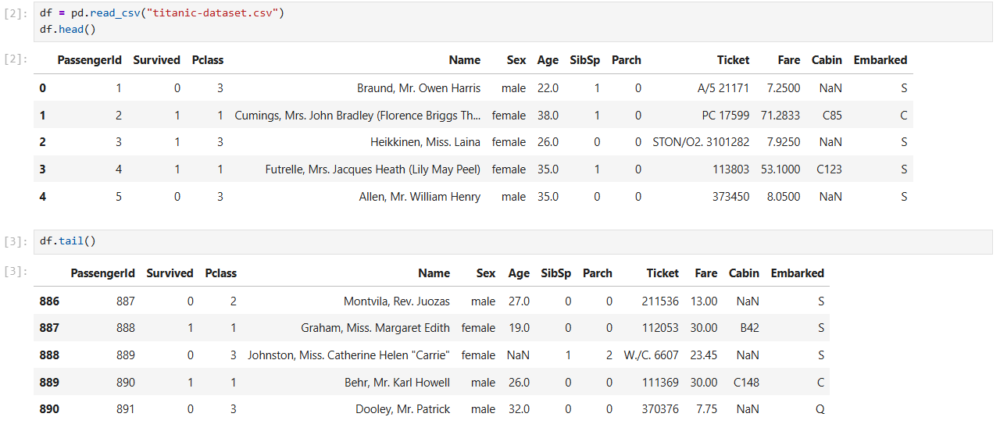 [2]: df = pd.read_csv("titanic-dataset.csv")
df.head()
[2]: PassengerId Survived Pclass Name Sex Age SibSp Parch Ticket Fare Cabin Embarked
0 1 0 3 Braund, Mr. Owen Harris male 22.0 1 0 A/5 21171 7.2500 NaN S
1 2 1 1 Cumings, Mrs. John Bradley (Florence Briggs Th... female 38.0 1 0 PC 17599 71.2833 C85 C
2 3 1 3 Heikkinen, Miss. Laina female 26.0 0 0 STON/O2. 3101282 7.9250 NaN S
3 4 1 1 Futrelle, Mrs. Jacques Heath (Lily May Peel) female 35.0 1 0 113803 53.1000 C123 S
4 5 0 3 Allen, Mr. William Henry male 35.0 0 0 373450 8.0500 NaN S
[3]: df.tail()
[3]: PassengerId Survived Pclass Name Sex Age SibSp Parch Ticket Fare Cabin Embarked
886 887 0 2 Montvila, Rev. Juozas male 27.0 0 0 211536 13.00 NaN S
887 888 1 1 Graham, Miss. Margaret Edith female 19.0 0 0 112053 30.00 B42 S
888 889 0 3 Johnston, Miss. Catherine Helen "Carrie" female NaN 1 2 W./C. 6607 23.45 NaN S
889 890 1 1 Behr, Mr. Karl Howell male 26.0 0 0 111369 30.00 C148 C
890 891 0 3 Dooley, Mr. Patrick male 32.0 0 0 370376 7.75 NaN Q